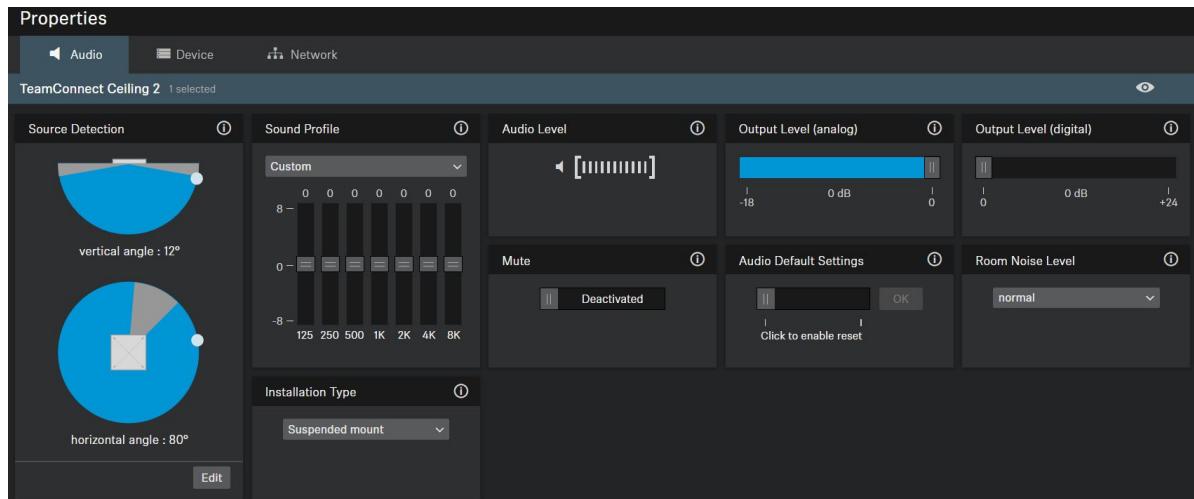 Properties
Audio
Device
Network
TeamConnect Ceiling 2 1 selected
Source Detection
vertical angle : 12º
horizontal angle : 80º
Edit
Sound Profile
Custom
0 0 0 0 0 0 0
8
0
-8
125 250 500 1K 2K 4K 8K
Installation Type
Suspended mount
Audio Level
Mute
Deactivated
Output Level (analog)
-18 0 dB 0
Audio Default Settings
OK
Click to enable reset
Output Level (digital)
0 0 dB +24
Room Noise Level
normal